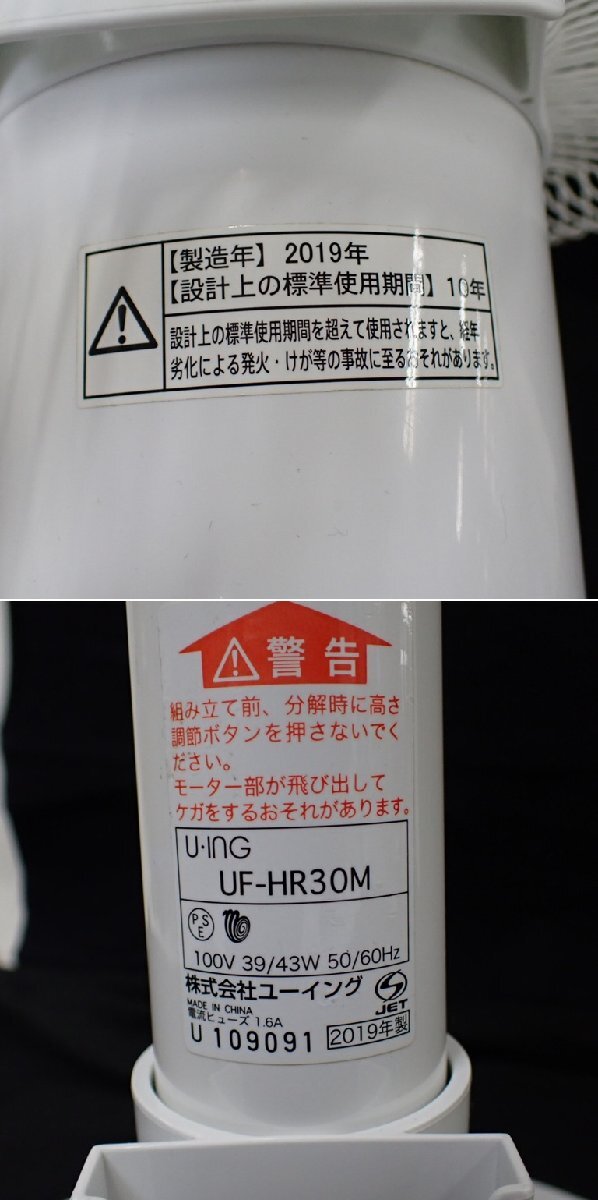 【製造年】2019年
【設計上の標準使用期間】10年
設計上の標準使用期間を超えて使用されますと、経年
劣化による発火・けが等の事故に至るおそれがあります。
警告
組み立て前、分解時に高さ
調節ボタンを押さないでく
ださい。
モーター部が飛び出して
ケガをするおそれがあります。
U·ING
UF-HR30M
PSE
100V 39/43W 50/60Hz
株式会社ユーイング
JET
MADE IN CHINA
電流ヒューズ 1.6A
U 109091 2019年製